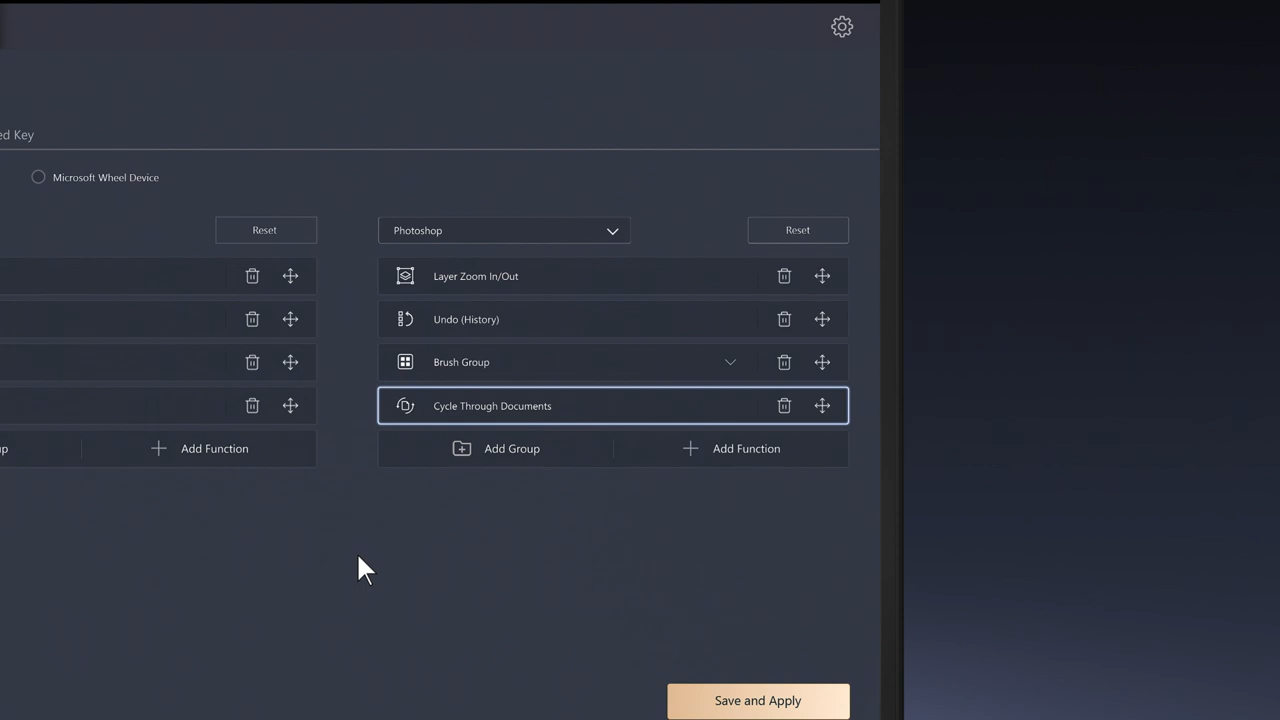 ed Key
Microsoft Wheel Device
Reset
Photoshop
Reset
Layer Zoom In/Out
Undo (History)
Brush Group
Cycle Through Documents
p
Add Function
Add Group
Add Function
Save and Apply